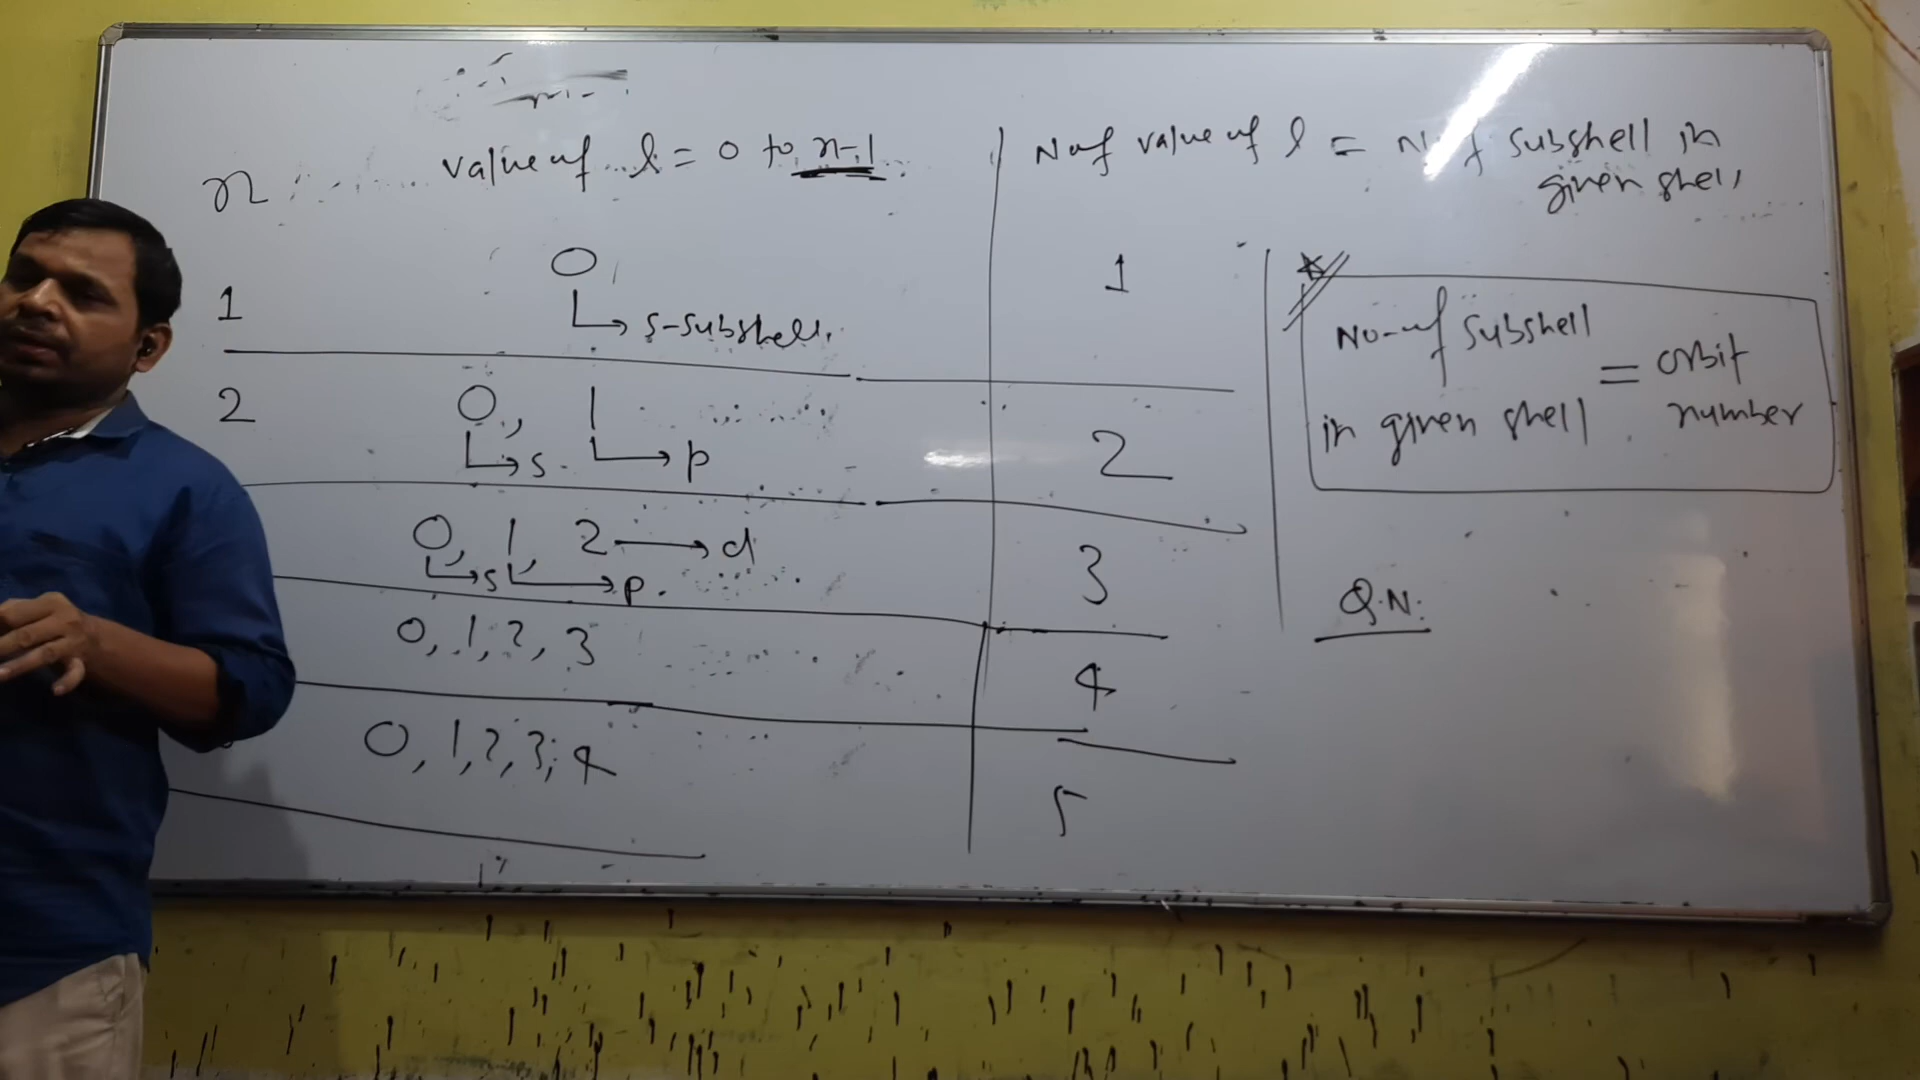 n
value of l = 0 to n-1
No of value of l = No of subshell in
given shell
1
0
s-subshell.
1
2
0, 1
s. p
2
0, 1, 2 → d
s p.
3
0, 1, 2, 3
4
0, 1, 2, 3, 4
5
No-of subshell
in given shell = orbit
number
Q.N.